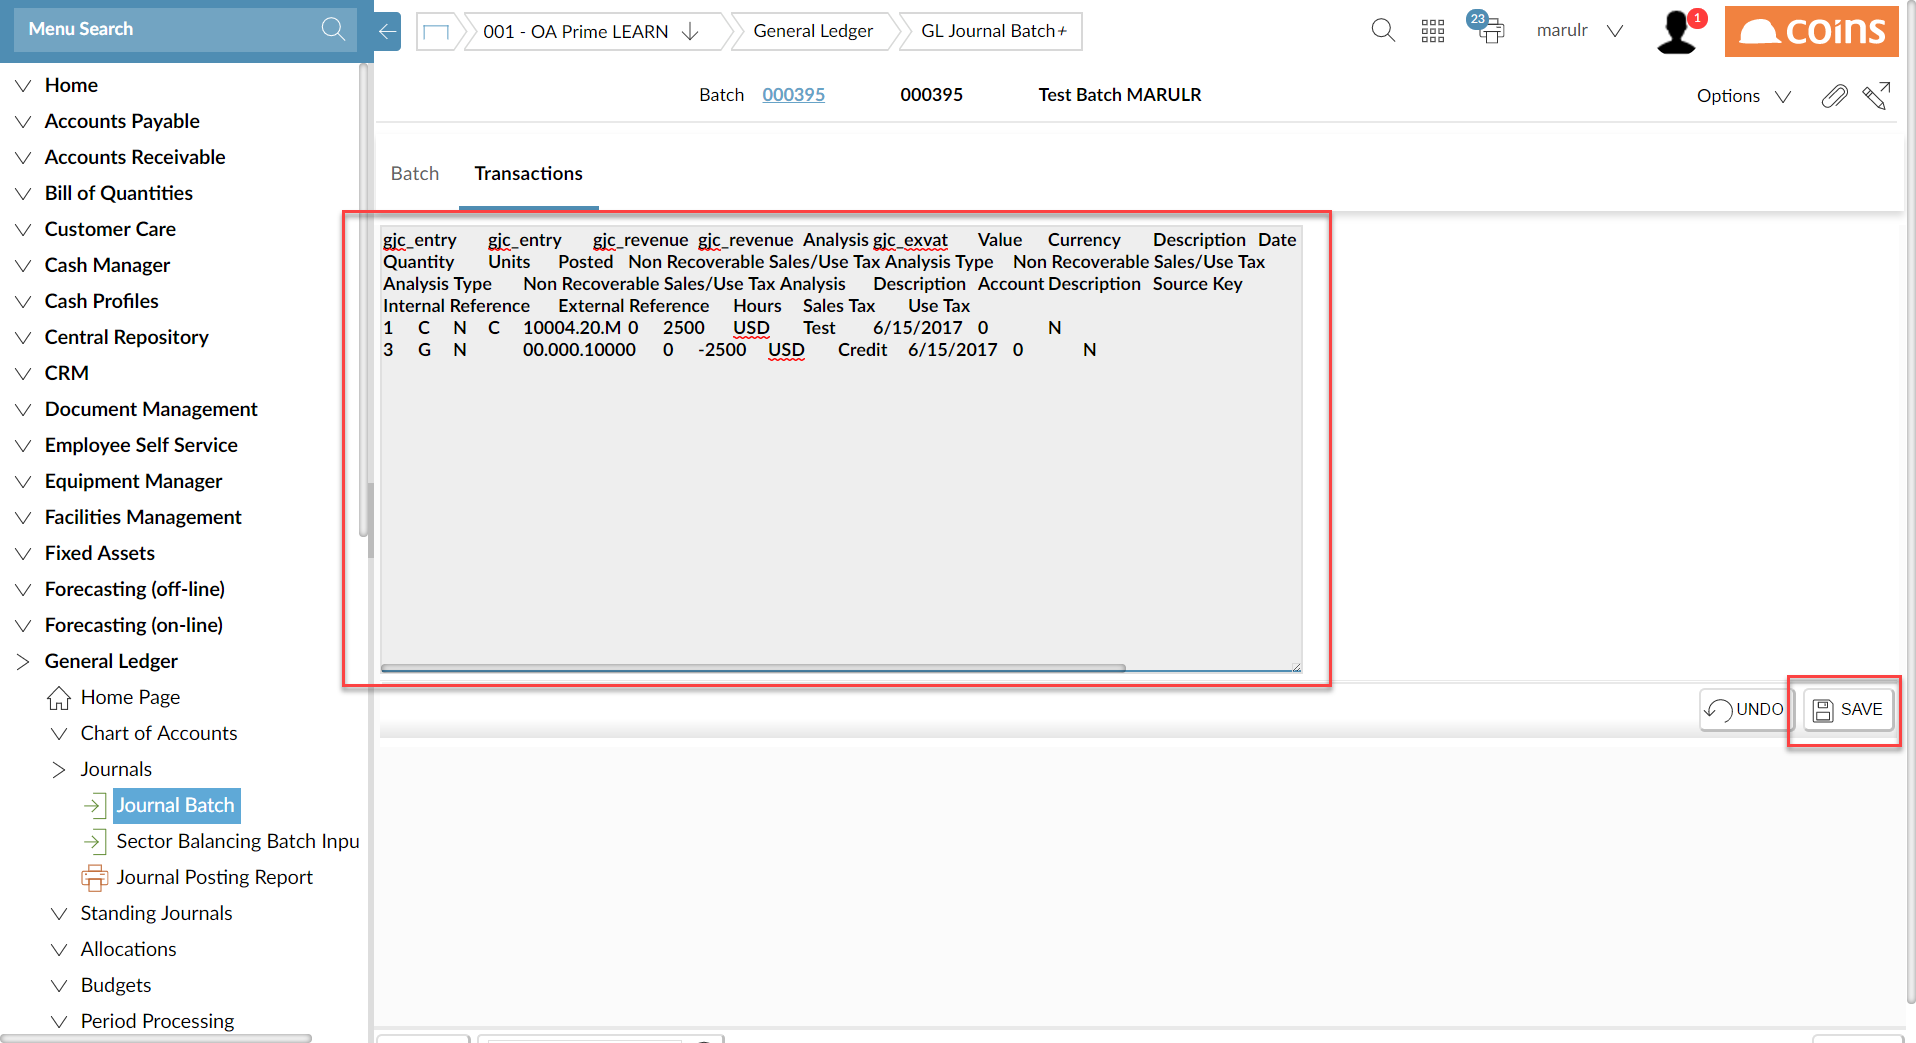 Menu Search
001 - OA Prime LEARN
General Ledger
GL Journal Batch+
23
marulr
1
coins
Batch 000395 000395 Test Batch MARULR
Options
Home
Accounts Payable
Accounts Receivable
Bill of Quantities
Customer Care
Cash Manager
Cash Profiles
Central Repository
CRM
Document Management
Employee Self Service
Equipment Manager
Facilities Management
Fixed Assets
Forecasting (off-line)
Forecasting (on-line)
General Ledger
Home Page
Chart of Accounts
Journals
Journal Batch
Sector Balancing Batch Inpu
Journal Posting Report
Standing Journals
Allocations
Budgets
Period Processing
Batch
Transactions
gjc_entry gjc_entry gjc_revenue gjc_revenue Analysis gjc_exvat Value Currency Description Date
Quantity Units Posted Non Recoverable Sales/Use Tax Analysis Type Non Recoverable Sales/Use Tax
Analysis Type Non Recoverable Sales/Use Tax Analysis Description Account Description Source Key
Internal Reference External Reference Hours Sales Tax Use Tax
1 C N C 10004.20.M 0 2500 USD Test 6/15/2017 0 N
3 G N 00.000.10000 0 -2500 USD Credit 6/15/2017 0 N
UNDO
SAVE